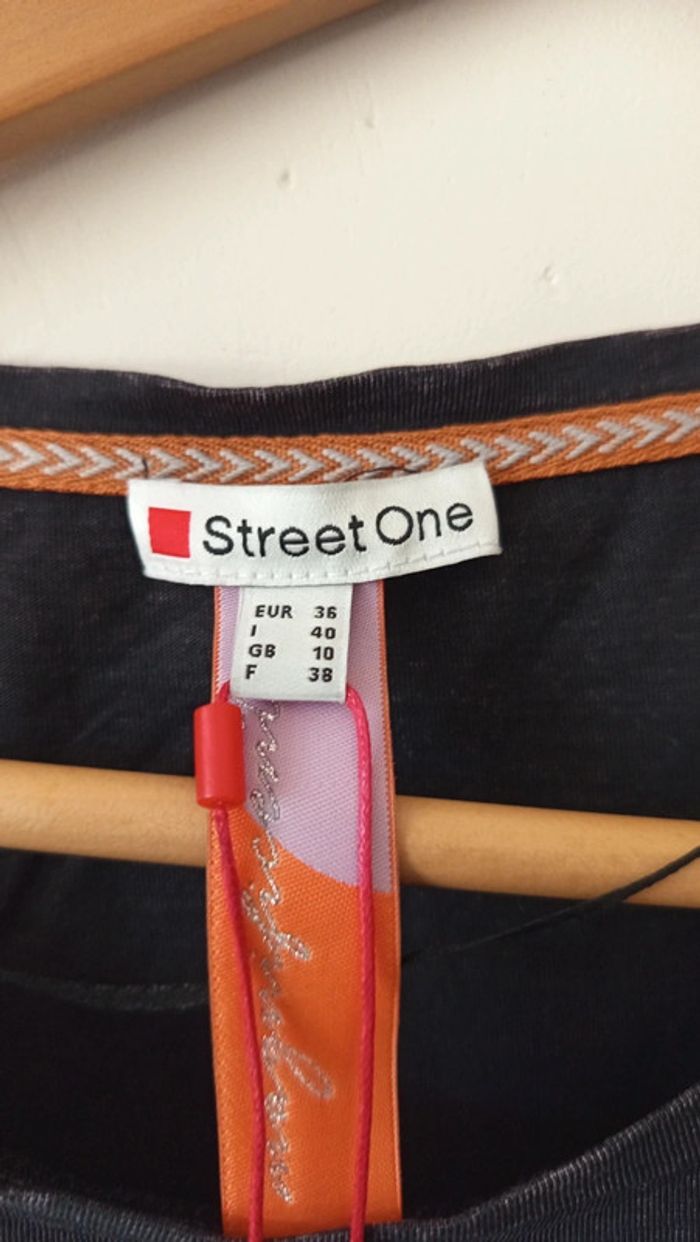 Street One
EUR 36
I 40
GB 10
F 38